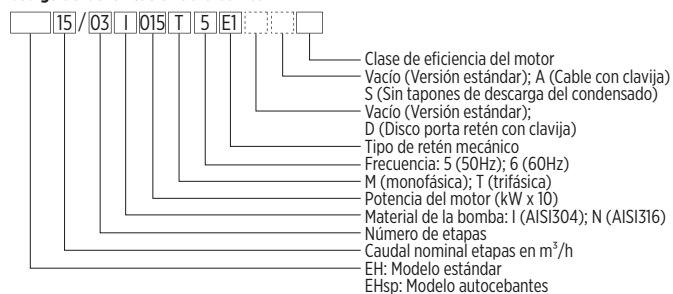 15/03 I 015 T 5 E1
Clase de eficiencia del motor
Vacío (Versión estándar); A (Cable con clavija)
S (Sin tapones de descarga del condensado)
Vacío (Versión estándar);
D (Disco porta retén con clavija)
Tipo de retén mecánico
Frecuencia: 5 (50Hz); 6 (60Hz)
M (monofásica); T (trifásica)
Potencia del motor (kW x 10)
Material de la bomba: I (AISI304); N (AISI316)
Número de etapas
Caudal nominal etapas en m³/h
EH: Modelo estándar
EHsp: Modelo autocebantes